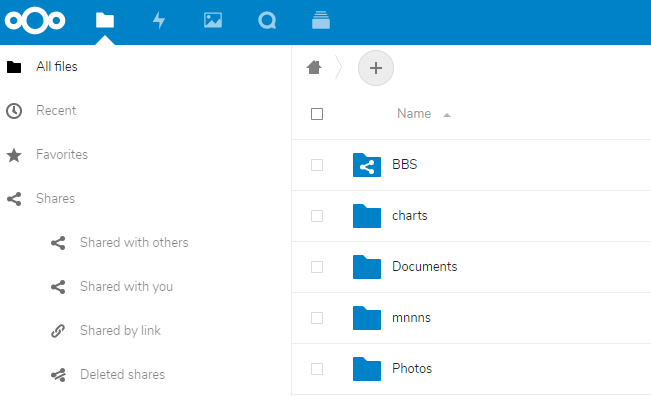 All files
Recent
Favorites
Shares
Shared with others
Shared with you
Shared by link
Deleted shares
Name
BBS
charts
Documents
mnnns
Photos